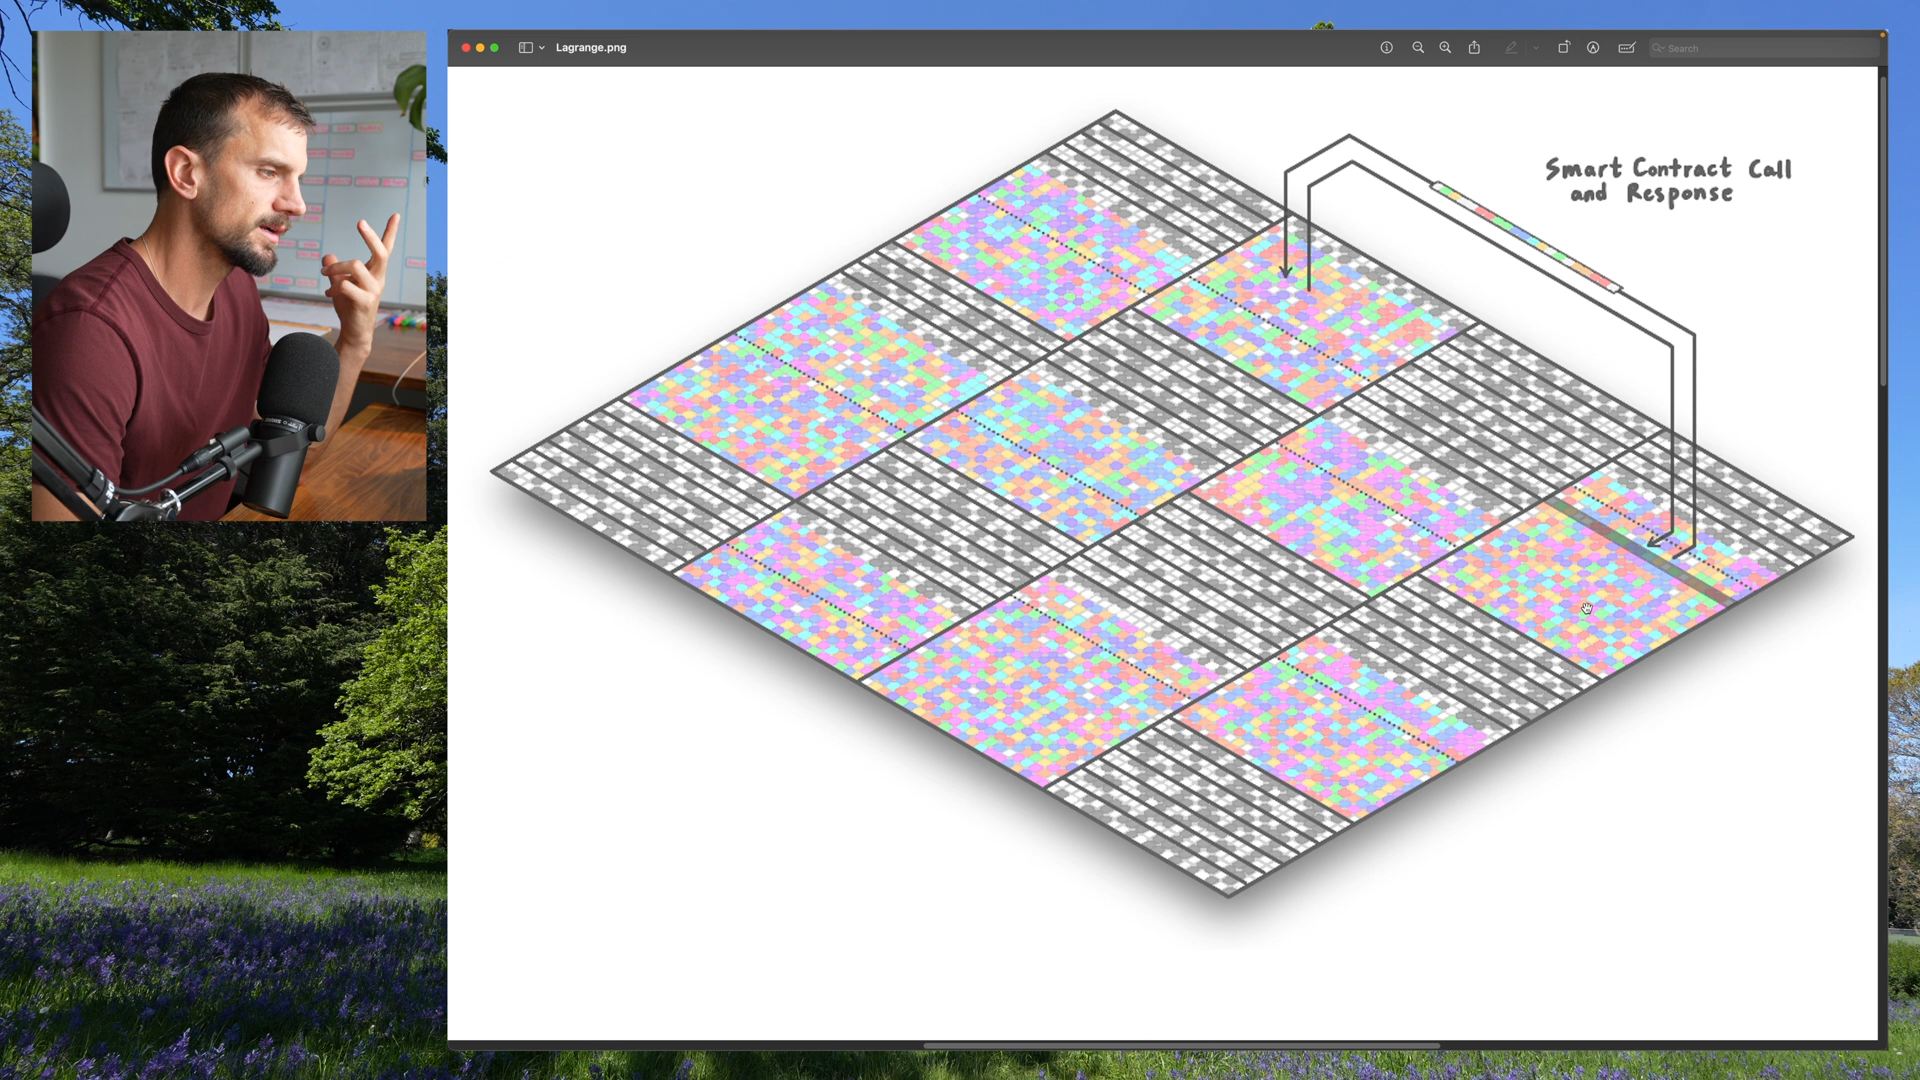 Lagrange.png
Search
Smart Contract Call
and Response